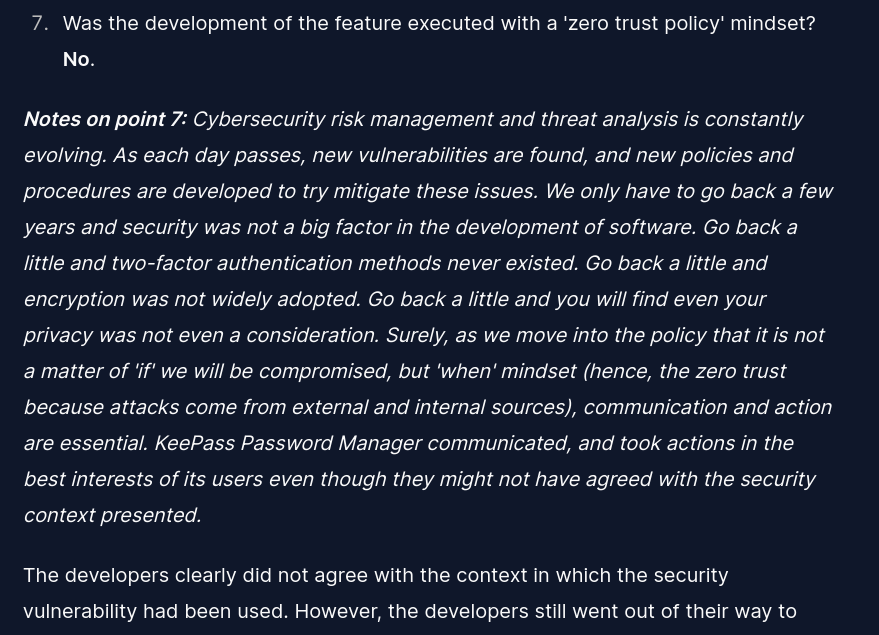 7. Was the development of the feature executed with a 'zero trust policy' mindset?
No.
Notes on point 7: Cybersecurity risk management and threat analysis is constantly
evolving. As each day passes, new vulnerabilities are found, and new policies and
procedures are developed to try mitigate these issues. We only have to go back a few
years and security was not a big factor in the development of software. Go back a
little and two-factor authentication methods never existed. Go back a little and
encryption was not widely adopted. Go back a little and you will find even your
privacy was not even a consideration. Surely, as we move into the policy that it is not
a matter of 'if' we will be compromised, but 'when' mindset (hence, the zero trust
because attacks come from external and internal sources), communication and action
are essential. KeePass Password Manager communicated, and took actions in the
best interests of its users even though they might not have agreed with the security
context presented.
The developers clearly did not agree with the context in which the security
vulnerability had been used. However, the developers still went out of their way to